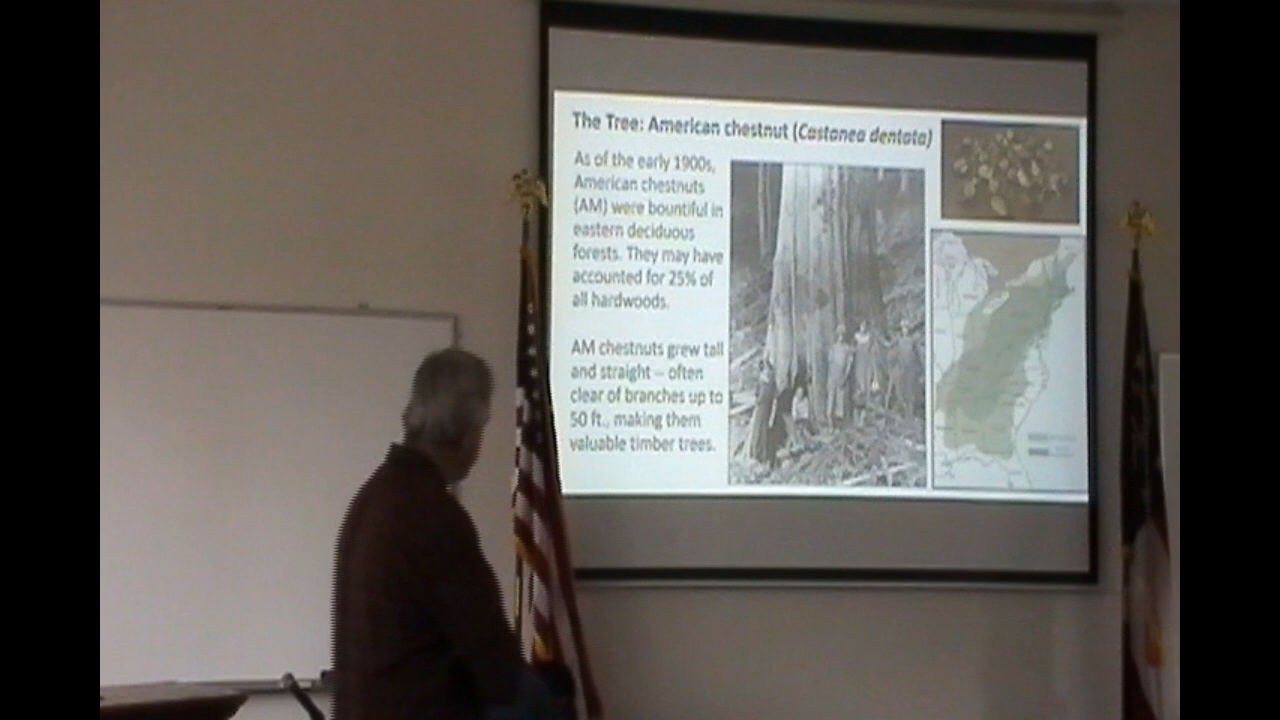 The Tree: American chestnut (Castanea dentata)
As of the early 1900s,
American chestnuts
(AM) were bountiful in
eastern deciduous
forests. They may have
accounted for 25% of
all hardwoods.
AM chestnuts grew tall
and straight – often
clear of branches up to
50 ft., making them
valuable timber trees.